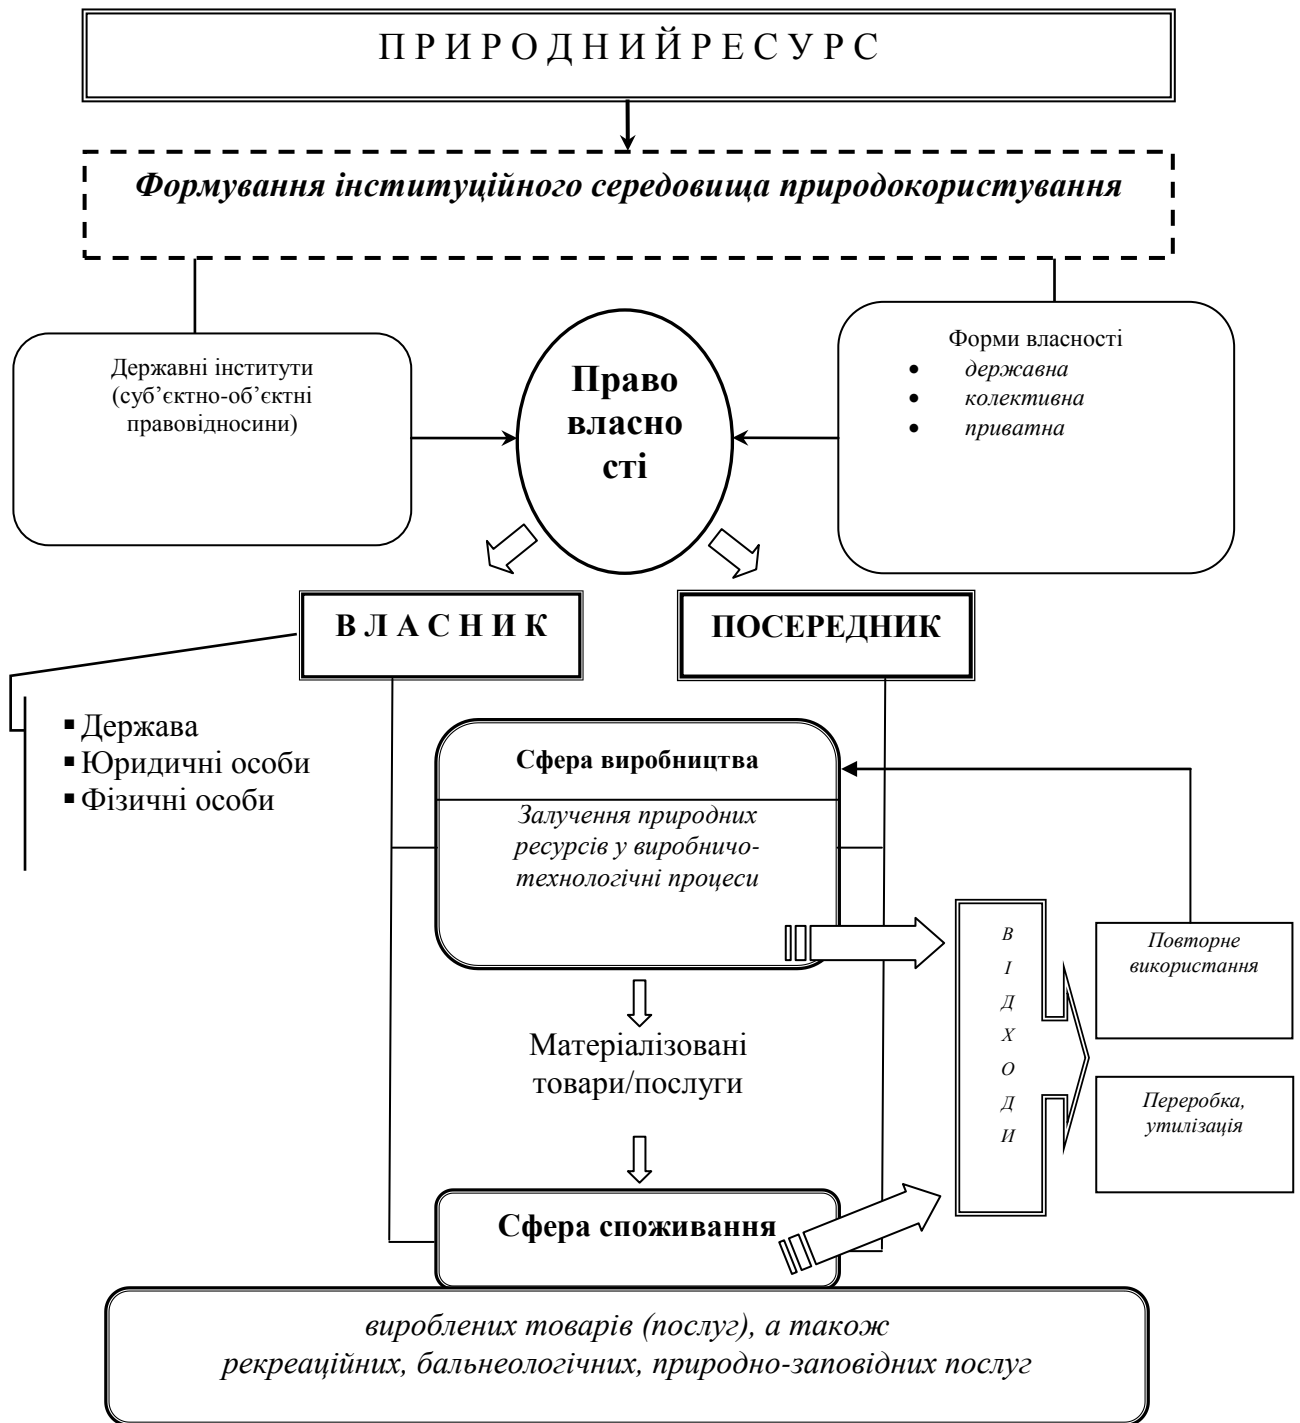 П Р И Р О Д Н И Й Р Е С У Р С
Формування інституційного середовища природокористування
Державні інститути
(суб’єктно-об’єктні
правовідносини)
Право
власно
сті
Форми власності
• державна
• колективна
• приватна
В Л А С Н И К
ПОСЕРЕДНИК
▪ Держава
▪ Юридичні особи
▪ Фізичні особи
Сфера виробництва
Залучення природних
ресурсів у виробничо-
технологічні процеси
В
І
Д
Х
О
Д
И
Повторне
використання
Матеріалізовані
товари/послуги
Переробка,
утилізація
Сфера споживання
вироблених товарів (послуг), а також
рекреаційних, бальнеологічних, природно-заповідних послуг